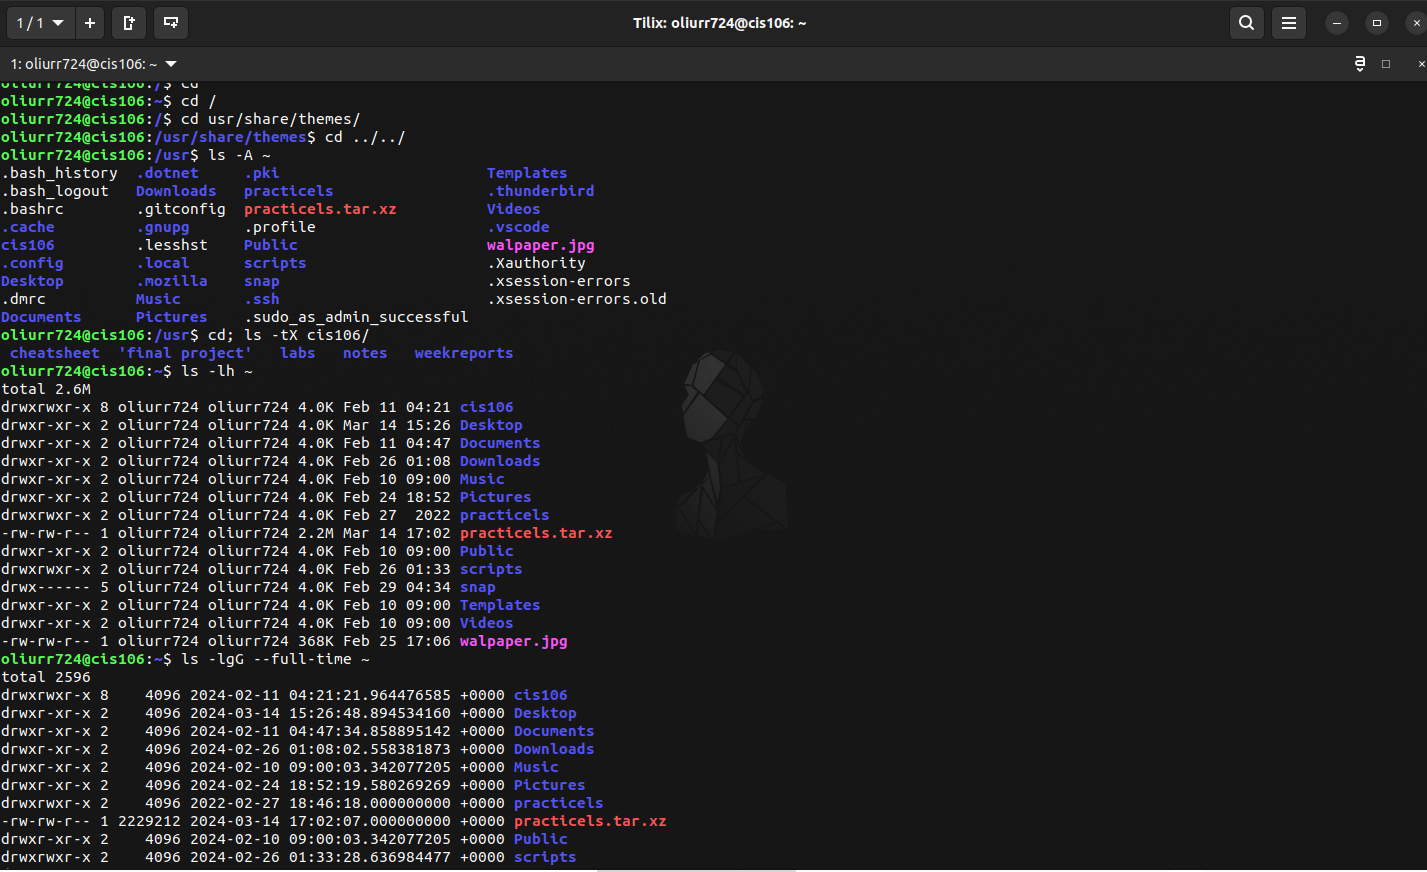 1 / 1
Tilix: oliurr724@cis106: ~
1: oliurr724@cis106: ~
oliurr724@cis106:/$ cd
oliurr724@cis106:~$ cd /
oliurr724@cis106:/$ cd usr/share/themes/
oliurr724@cis106:/usr/share/themes$ cd ../../
oliurr724@cis106:/usr$ ls -A ~
.bash_history .dotnet .pki Templates
.bash_logout Downloads practicels .thunderbird
.bashrc .gitconfig practicels.tar.xz Videos
.cache .gnupg .profile .vscode
cis106 .lesshst Public walpaper.jpg
.config .local scripts .Xauthority
Desktop .mozilla snap .xsession-errors
.dmrc Music .ssh .xsession-errors.old
Documents Pictures .sudo_as_admin_successful
oliurr724@cis106:/usr$ cd; ls -tX cis106/
cheatsheet 'final project' labs notes weekreports
oliurr724@cis106:~$ ls -lh ~
total 2.6M
drwxrwxr-x 8 oliurr724 oliurr724 4.0K Feb 11 04:21 cis106
drwxr-xr-x 2 oliurr724 oliurr724 4.0K Mar 14 15:26 Desktop
drwxr-xr-x 2 oliurr724 oliurr724 4.0K Feb 11 04:47 Documents
drwxr-xr-x 2 oliurr724 oliurr724 4.0K Feb 26 01:08 Downloads
drwxr-xr-x 2 oliurr724 oliurr724 4.0K Feb 10 09:00 Music
drwxr-xr-x 2 oliurr724 oliurr724 4.0K Feb 24 18:52 Pictures
drwxrwxr-x 2 oliurr724 oliurr724 4.0K Feb 27 2022 practicels
-rw-rw-r-- 1 oliurr724 oliurr724 2.2M Mar 14 17:02 practicels.tar.xz
drwxr-xr-x 2 oliurr724 oliurr724 4.0K Feb 10 09:00 Public
drwxrwxr-x 2 oliurr724 oliurr724 4.0K Feb 26 01:33 scripts
drwx------ 5 oliurr724 oliurr724 4.0K Feb 29 04:34 snap
drwxr-xr-x 2 oliurr724 oliurr724 4.0K Feb 10 09:00 Templates
drwxr-xr-x 2 oliurr724 oliurr724 4.0K Feb 10 09:00 Videos
-rw-rw-r-- 1 oliurr724 oliurr724 368K Feb 25 17:06 walpaper.jpg
oliurr724@cis106:~$ ls -lgG --full-time ~
total 2596
drwxrwxr-x 8 4096 2024-02-11 04:21:21.964476585 +0000 cis106
drwxr-xr-x 2 4096 2024-03-14 15:26:48.894534160 +0000 Desktop
drwxr-xr-x 2 4096 2024-02-11 04:47:34.858895142 +0000 Documents
drwxr-xr-x 2 4096 2024-02-26 01:08:02.558381873 +0000 Downloads
drwxr-xr-x 2 4096 2024-02-10 09:00:03.342077205 +0000 Music
drwxr-xr-x 2 4096 2024-02-24 18:52:19.580269269 +0000 Pictures
drwxrwxr-x 2 4096 2022-02-27 18:46:18.000000000 +0000 practicels
-rw-rw-r-- 1 2229212 2024-03-14 17:02:07.000000000 +0000 practicels.tar.xz
drwxr-xr-x 2 4096 2024-02-10 09:00:03.342077205 +0000 Public
drwxrwxr-x 2 4096 2024-02-26 01:33:28.636984477 +0000 scripts